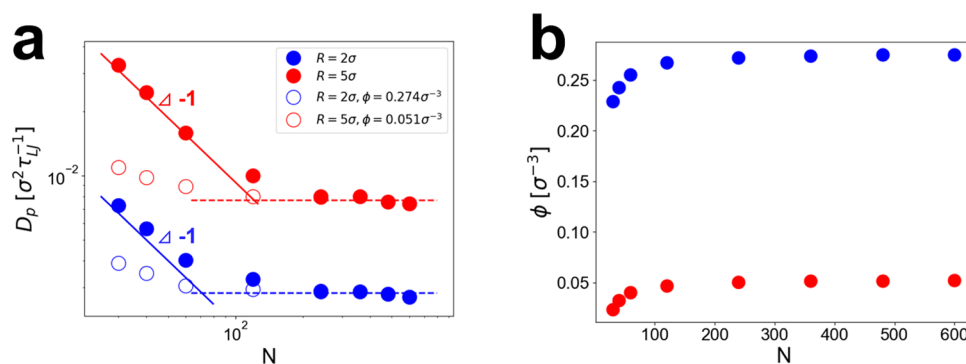 a
D_p [σ²τ_LJ⁻¹]
10⁻²
R = 2σ
R = 5σ
R = 2σ, ϕ = 0.274σ⁻³
R = 5σ, ϕ = 0.051σ⁻³
-1
-1
10²
N
b
ϕ [σ⁻³]
0.25
0.20
0.15
0.10
0.05
100
200
300
400
500
600
N